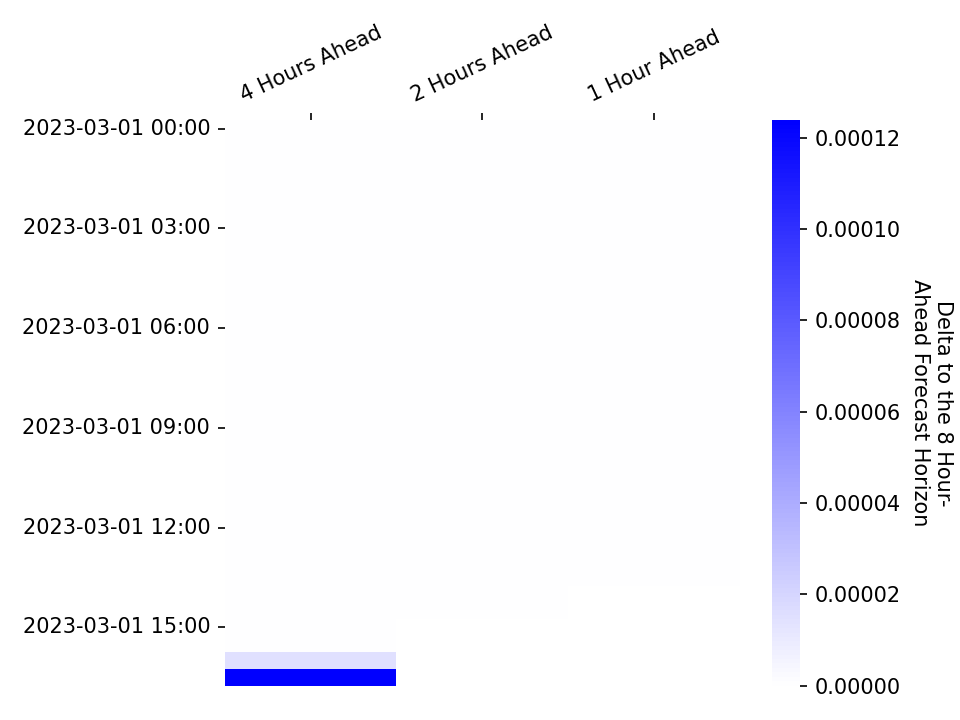 4 Hours Ahead
2 Hours Ahead
1 Hour Ahead
2023-03-01 00:00
2023-03-01 03:00
2023-03-01 06:00
2023-03-01 09:00
2023-03-01 12:00
2023-03-01 15:00
0.00012
0.00010
0.00008
0.00006
0.00004
0.00002
0.00000
Delta to the 8 Hour-
Ahead Forecast Horizon